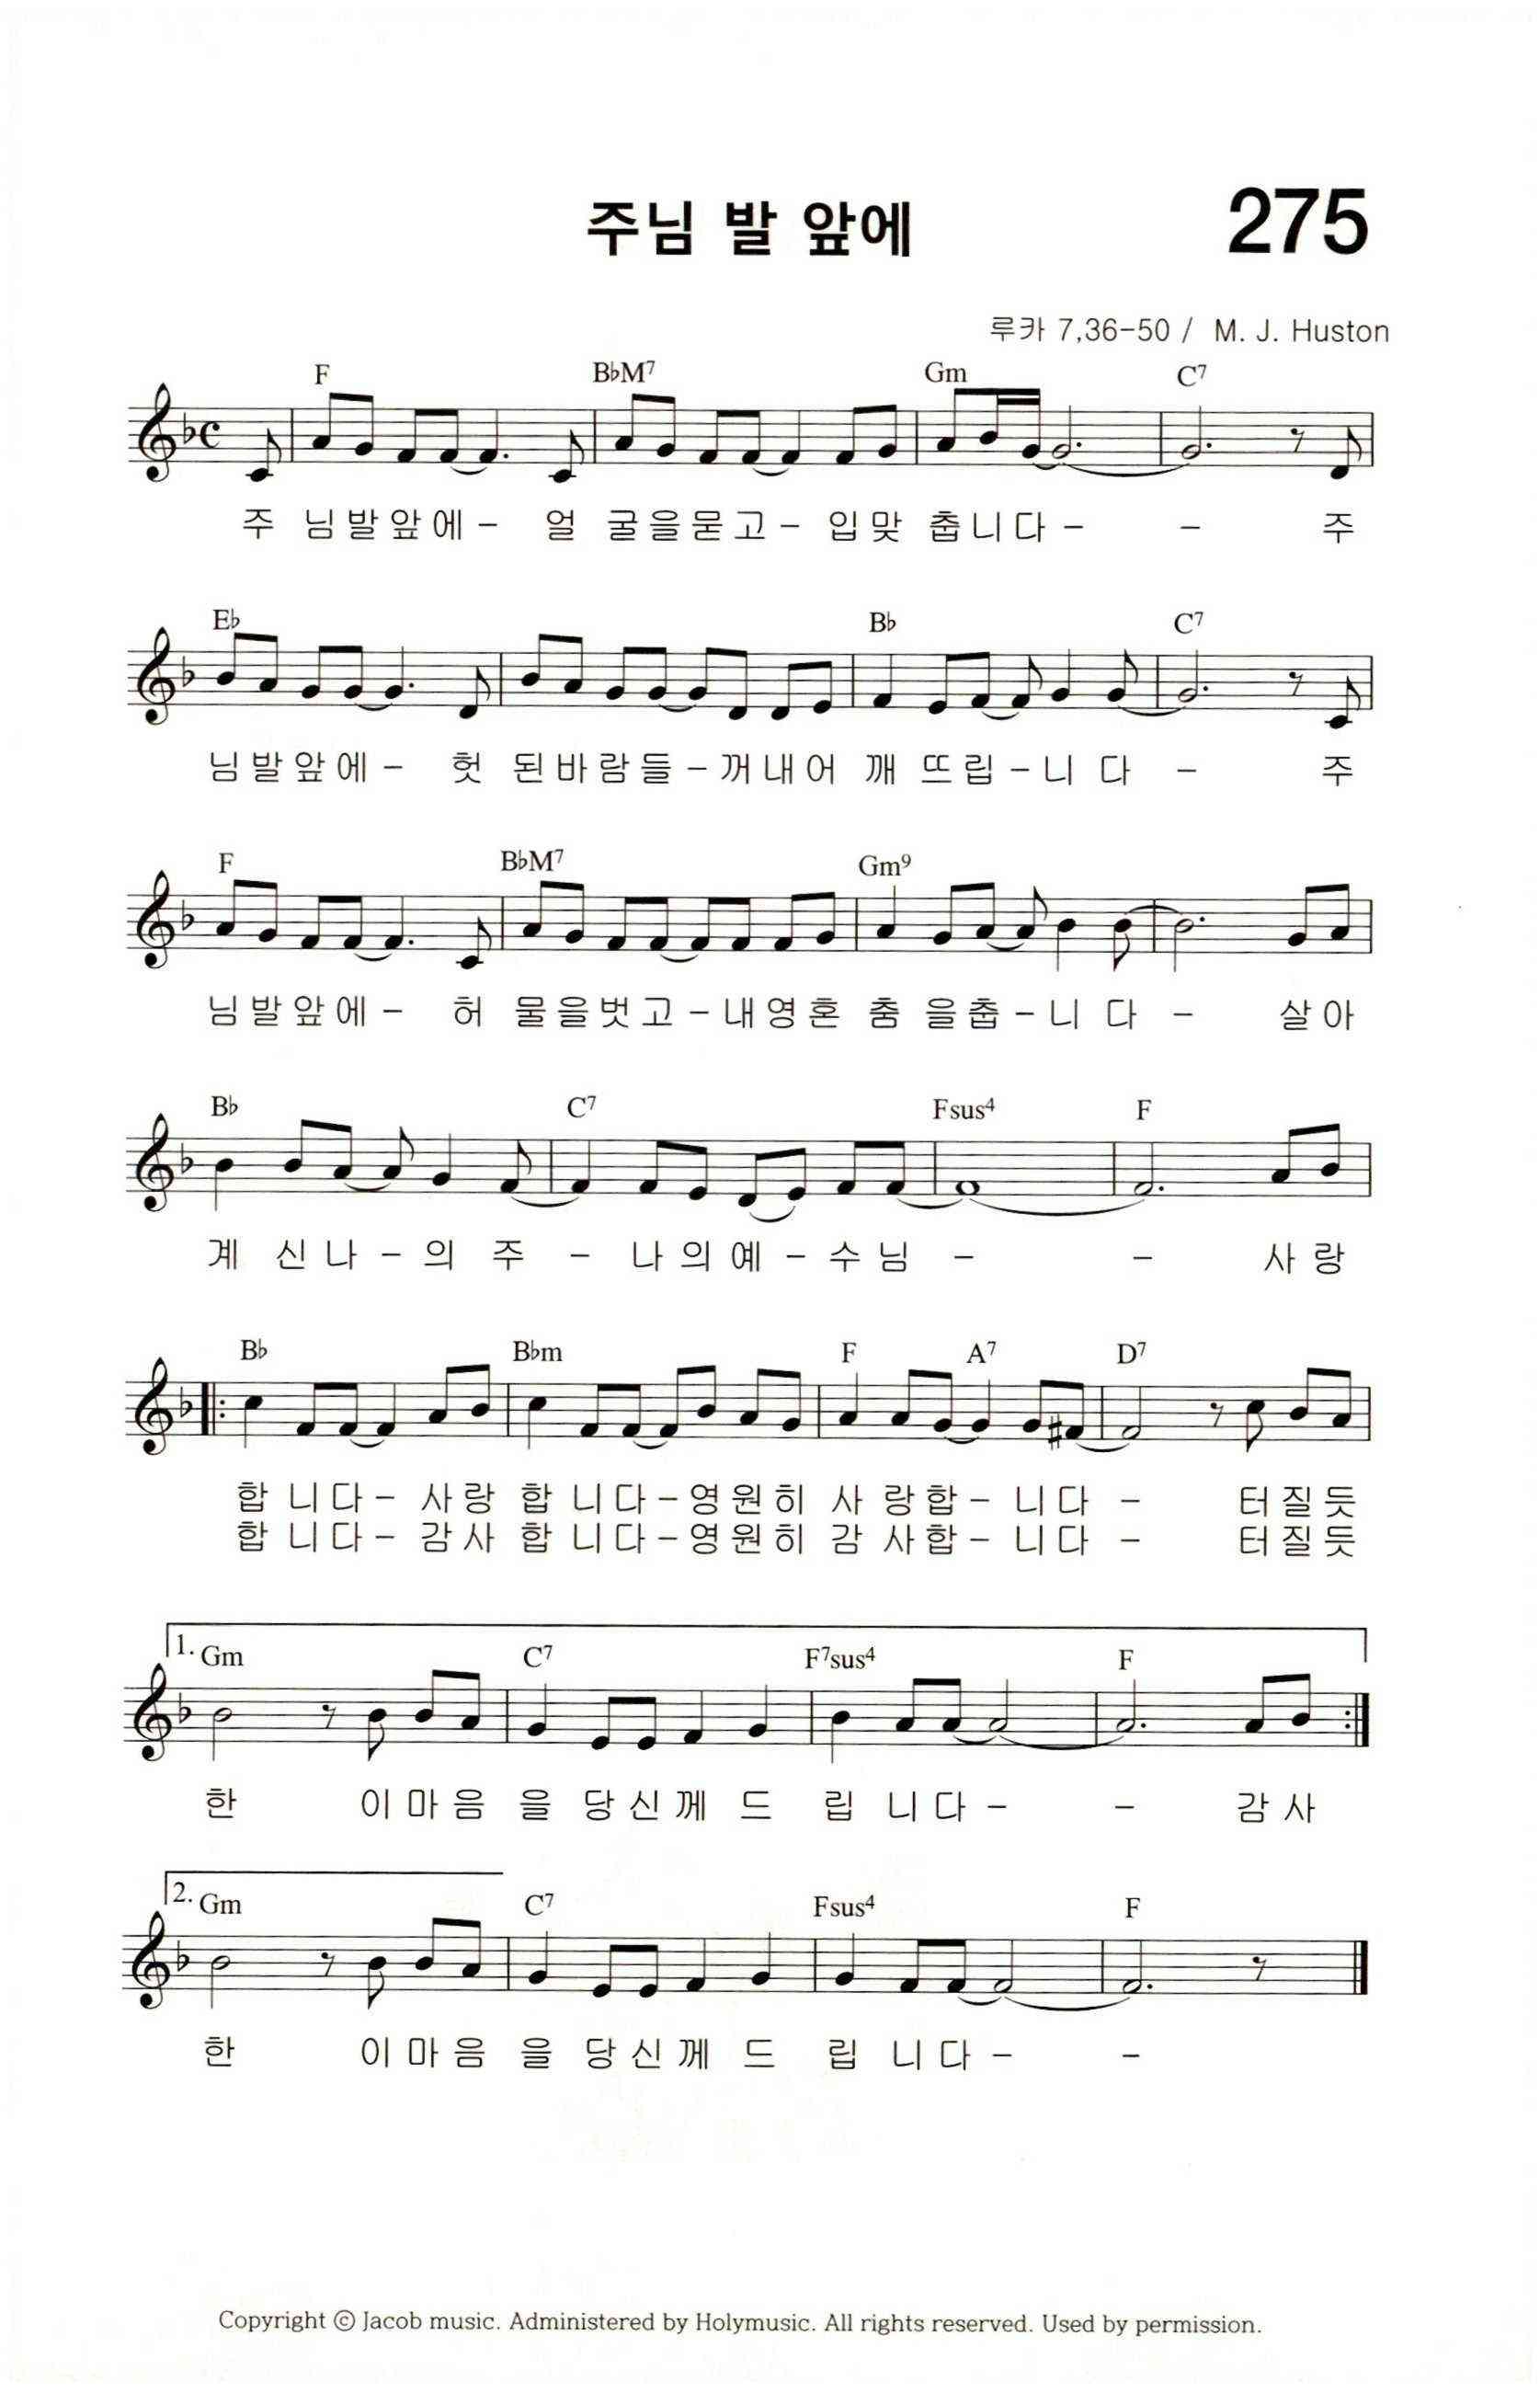 주님 발 앞에
275
루카 7,36-50 / M. J. Huston
F B♭M7 Gm C7
주 님발앞에- 얼 굴을묻고- 입맞 춥니다- - 주
E♭ B♭ C7
님발앞에- 헛 된바람들-꺼내어 깨 뜨립-니 다 - 주
F B♭M7 Gm9
님발앞에- 허 물을벗고-내영혼 춤 을춥-니 다 - 살아
B♭ C7 Fsus4 F
계 신나-의 주 - 나의예-수님 - - 사랑
B♭ B♭m F A7 D7
합 니다- 사랑 합 니다-영원히 사 랑합- 니다 - 터질듯
합 니다- 감사 합 니다-영원히 감 사합- 니다 - 터질듯
1. Gm C7 F7sus4 F
한 이마음 을 당신께 드 립 니다- - 감사
2. Gm C7 Fsus4 F
한 이마음 을 당신께 드 립 니다- -
Copyright ⓒ Jacob music. Administered by Holymusic. All rights reserved. Used by permission.